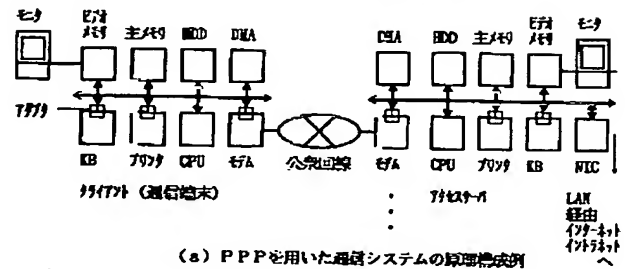 モニタ ビデオメモリ 主メモリ HDD DMA
DMA HDD 主メモリ ビデオメモリ モニタ
アダプタ
KB プリンタ CPU モデム 公衆回線 モデム CPU プリンタ KB NIC
クライアント（通信端末）
アクセスサーバ
LAN
経由
インターネット
イントラネット
へ
（a）PPPを用いた通信システムの原理構成例